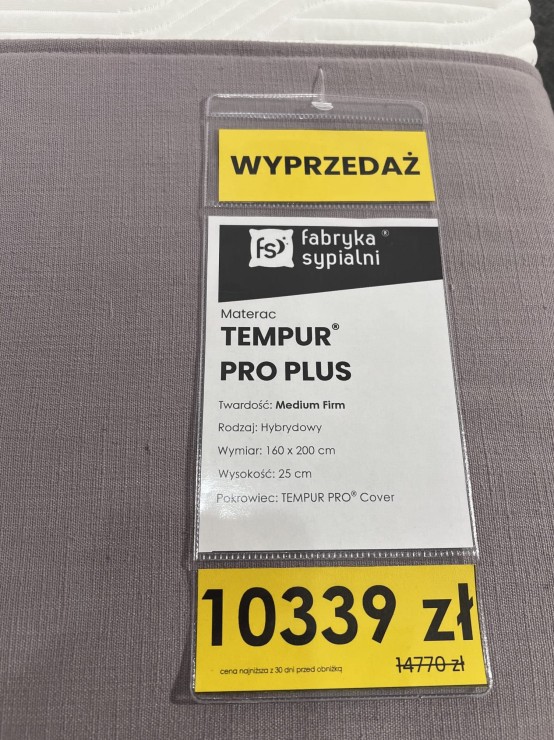 WYPRZEDAŻ
fs
fabryka ®
sypialni
Materac
TEMPUR®
PRO PLUS
Twardość: Medium Firm
Rodzaj: Hybrydowy
Wymiar: 160 x 200 cm
Wysokość: 25 cm
Pokrowiec: TEMPUR PRO® Cover
10339 zł
cena najniższa z 30 dni przed obniżką 14770 zł